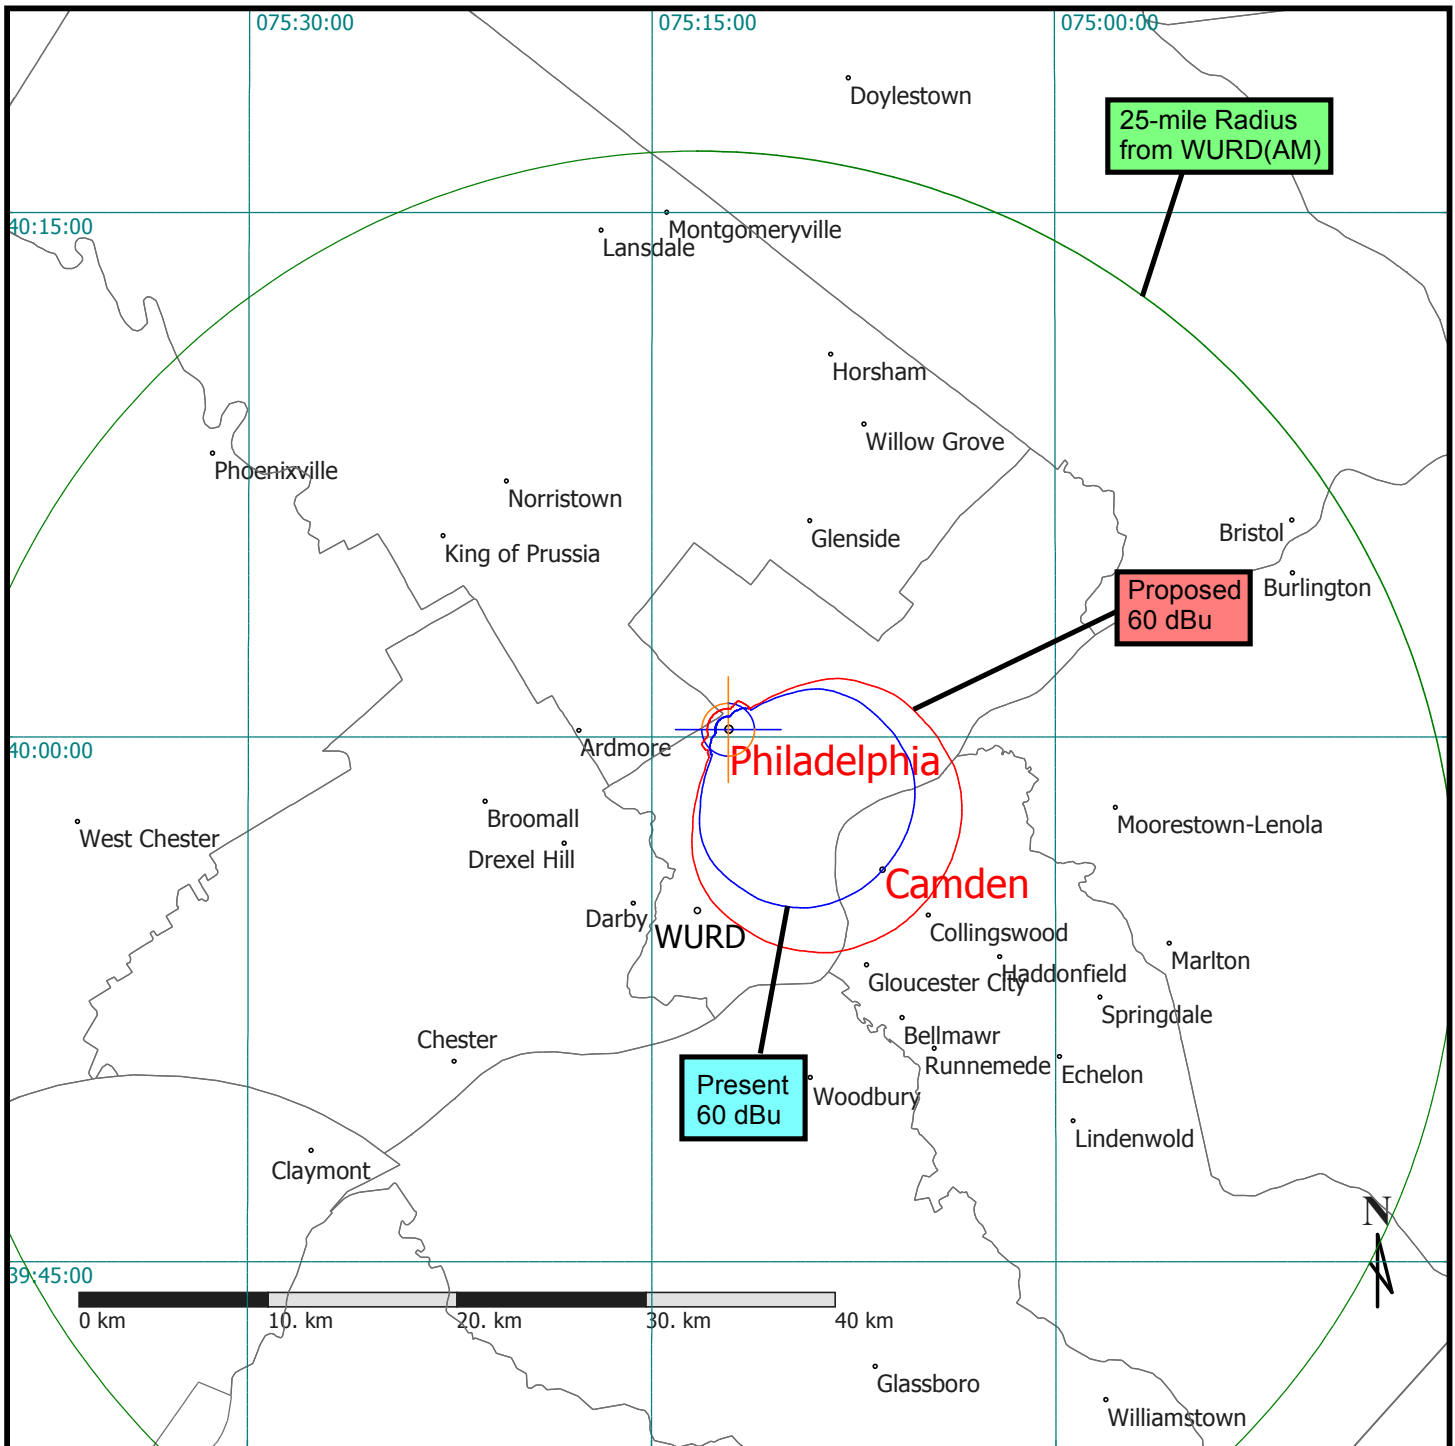 075:30:00
075:15:00
075:00:00
Doylestown
25-mile Radius
from WURD(AM)
40:15:00
Montgomeryville
Lansdale
Horsham
Willow Grove
Phoenixville
Norristown
Glenside
King of Prussia
Bristol
Burlington
Proposed
60 dBu
40:00:00
Ardmore
Philadelphia
Broomall
West Chester
Drexel Hill
Moorestown-Lenola
Camden
Darby
WURD
Collingswood
Marlton
Gloucester City
Haddonfield
Springdale
Chester
Bellmawr
Runnemede
Echelon
Present
60 dBu
Woodbury
Lindenwold
Claymont
N
39:45:00
0 km
10. km
20. km
30. km
40 km
Glassboro
Williamstown